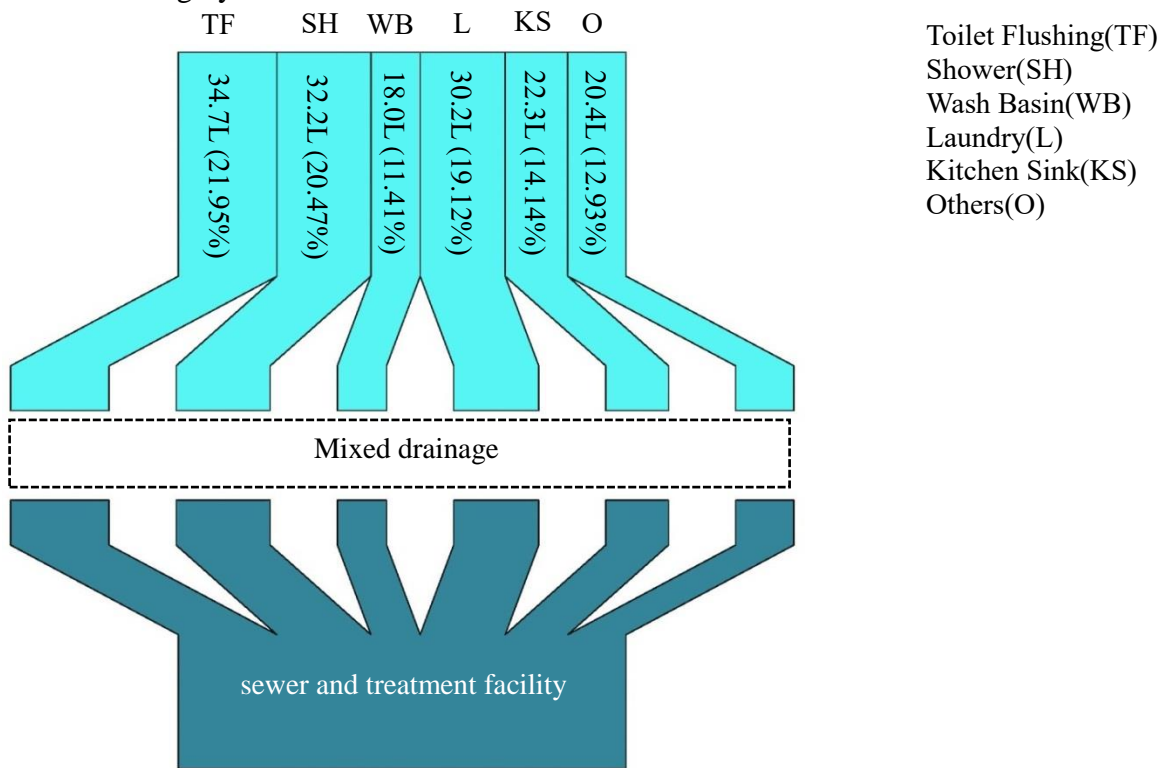 TF SH WB L KS O
34.7L (21.95%)
32.2L (20.47%)
18.0L (11.41%)
30.2L (19.12%)
22.3L (14.14%)
20.4L (12.93%)
Toilet Flushing(TF)
Shower(SH)
Wash Basin(WB)
Laundry(L)
Kitchen Sink(KS)
Others(O)
Mixed drainage
sewer and treatment facility